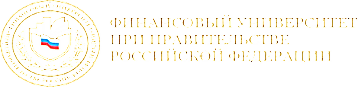 ФИНАНСОВЫЙ УНИВЕРСИТЕТ
ПРИ ПРАВИТЕЛЬСТВЕ
РОССИЙСКОЙ ФЕДЕРАЦИИ